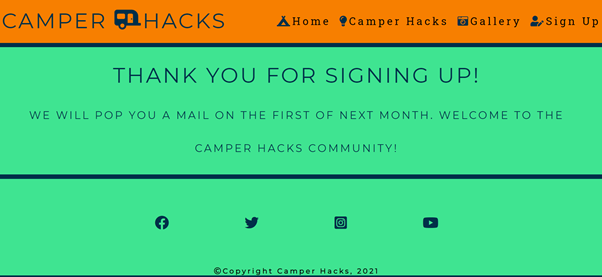 CAMPER HACKS Home Camper Hacks Gallery Sign Up
THANK YOU FOR SIGNING UP!
WE WILL POP YOU A MAIL ON THE FIRST OF NEXT MONTH. WELCOME TO THE
CAMPER HACKS COMMUNITY!
©Copyright Camper Hacks, 2021